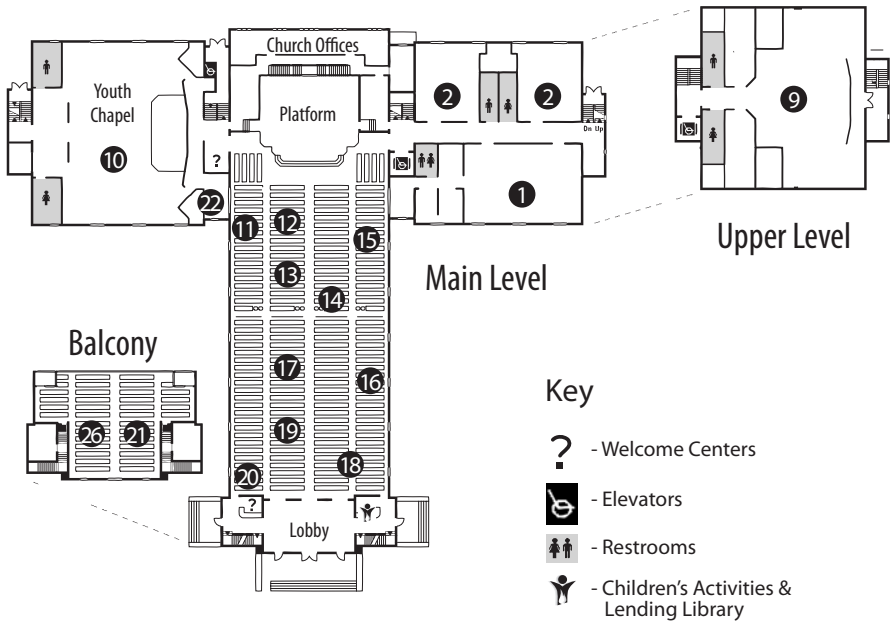 Church Offices
Youth
Chapel
Platform
2
2
9
Dn Up
10
?
1
22
11
12
15
Upper Level
13
Main Level
14
Balcony
17
16
Key
26
21
19
? - Welcome Centers
18
20
- Elevators
?
Lobby
- Restrooms
- Children's Activities &
Lending Library